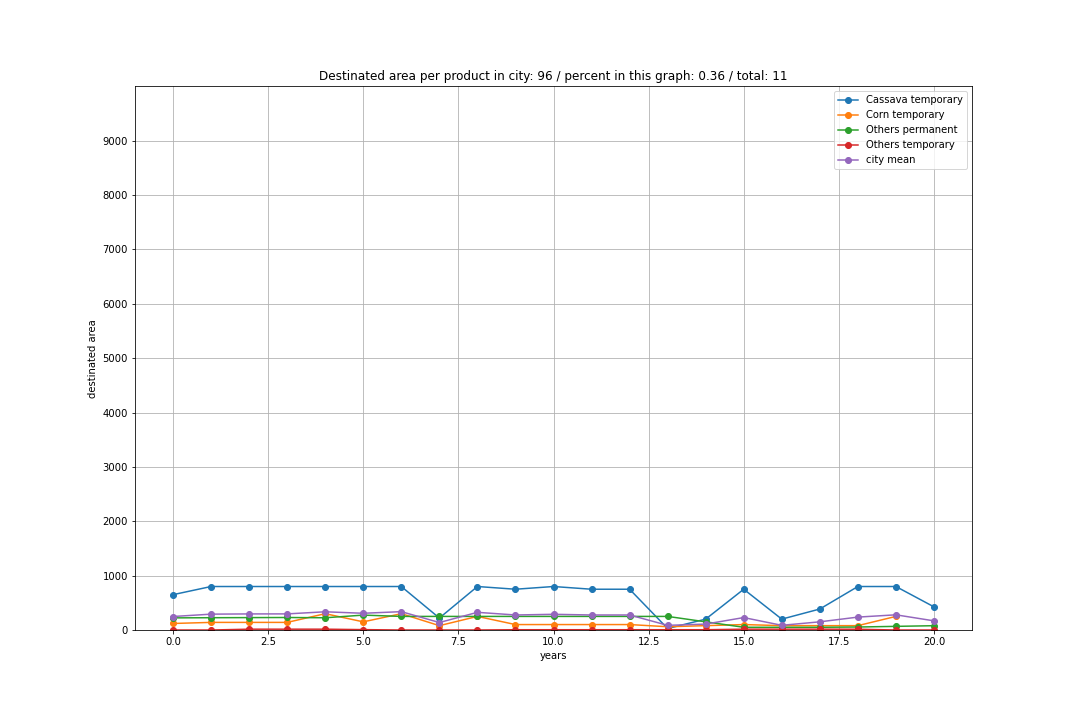 Destinated area per product in city: 96 / percent in this graph: 0.36 / total: 11
Cassava temporary
Corn temporary
Others permanent
Others temporary
city mean
9000
8000
7000
6000
5000
4000
3000
2000
1000
0
destinated area
0.0 2.5 5.0 7.5 10.0 12.5 15.0 17.5 20.0
years